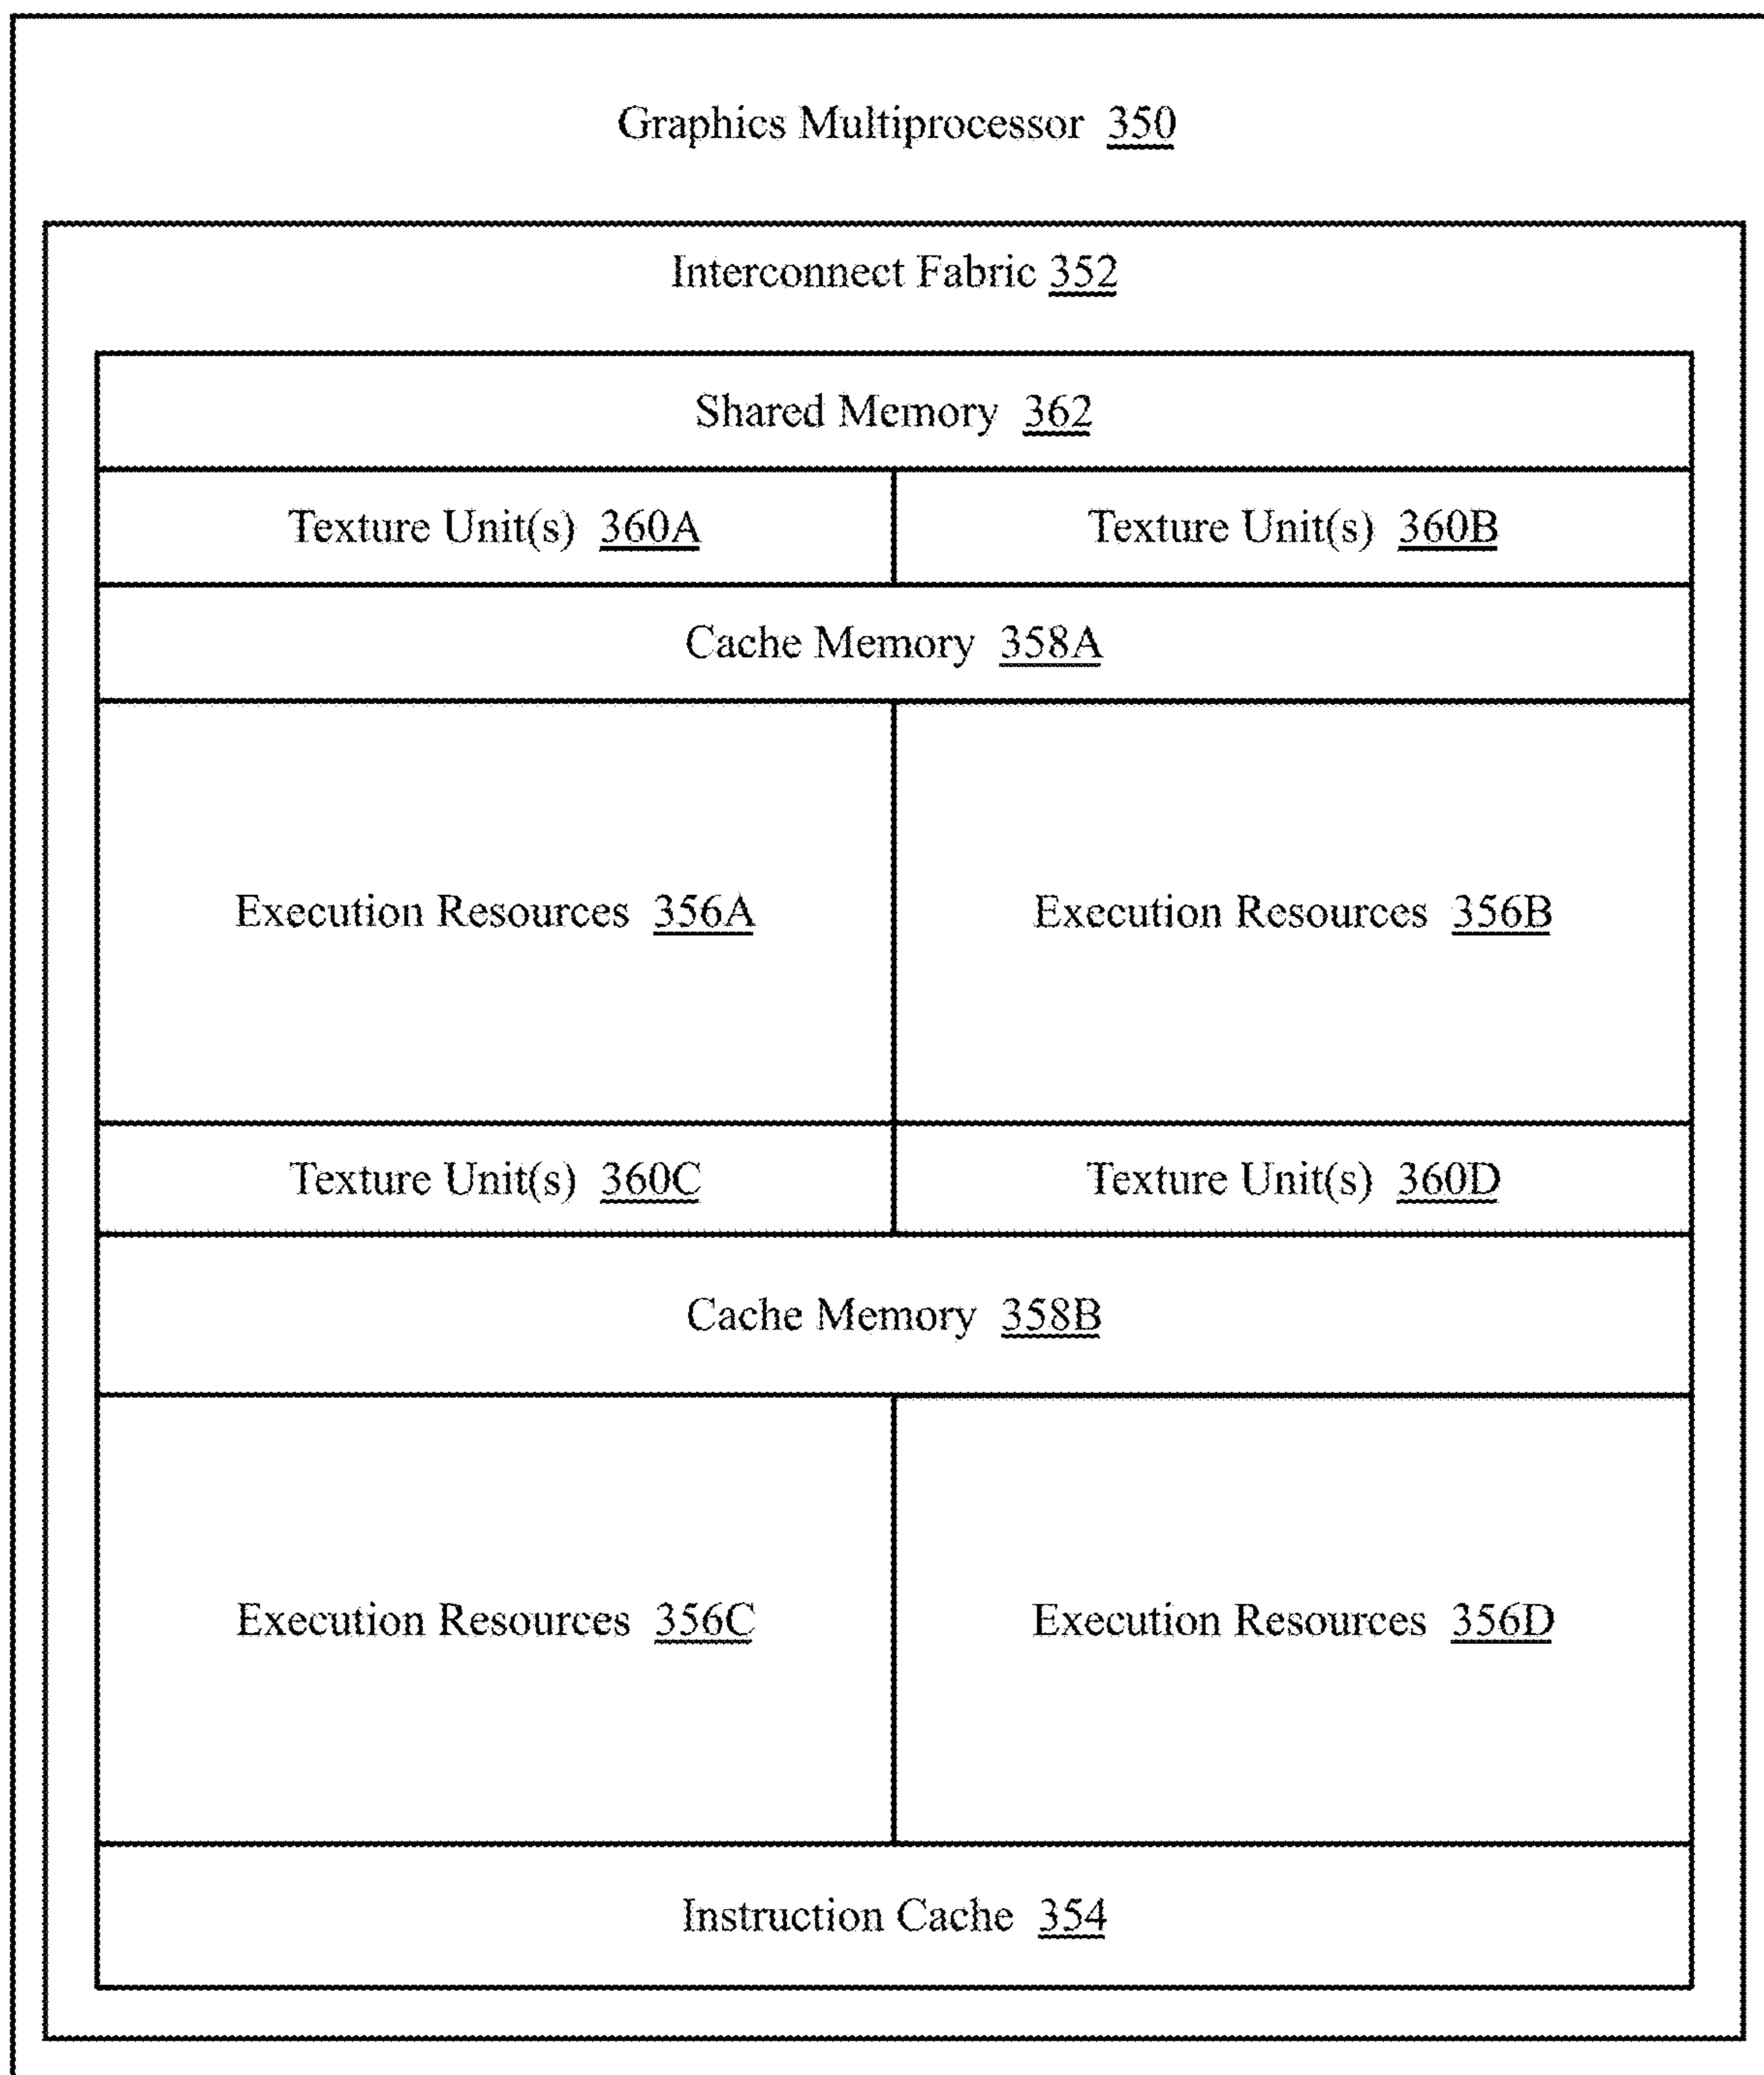 Graphics Multiprocessor 350
Interconnect Fabric 352
Shared Memory 362
Texture Unit(s) 360A
Texture Unit(s) 360B
Cache Memory 358A
Execution Resources 356A
Execution Resources 356B
Texture Unit(s) 360C
Texture Unit(s) 360D
Cache Memory 358B
Execution Resources 356C
Execution Resources 356D
Instruction Cache 354